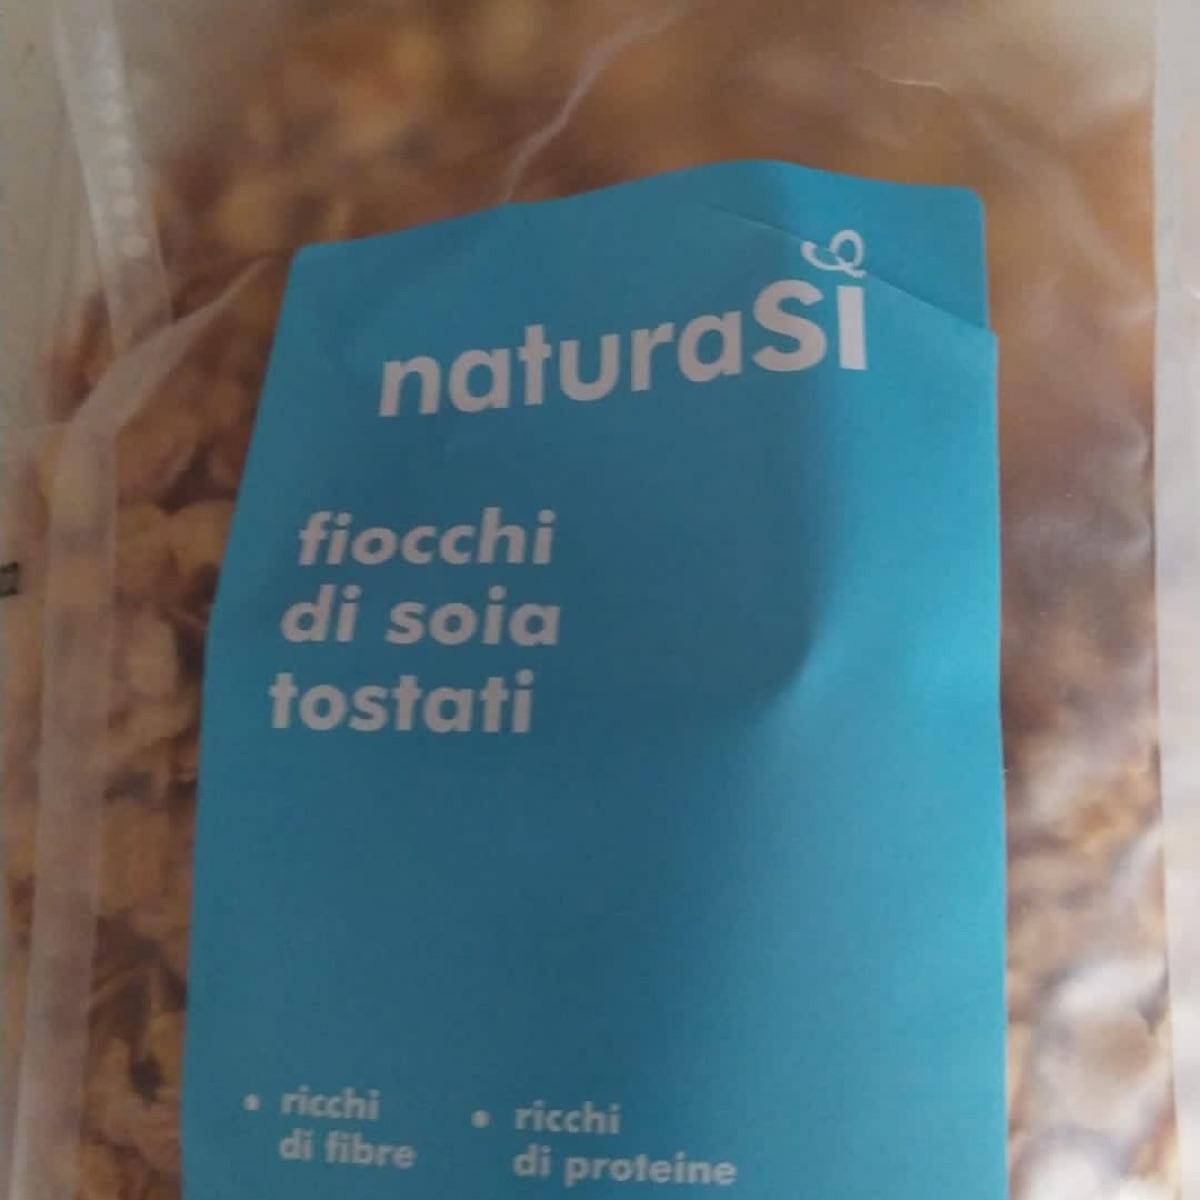 naturaSì
fiocchi
di soia
tostati
• ricchi
di fibre
• ricchi
di proteine